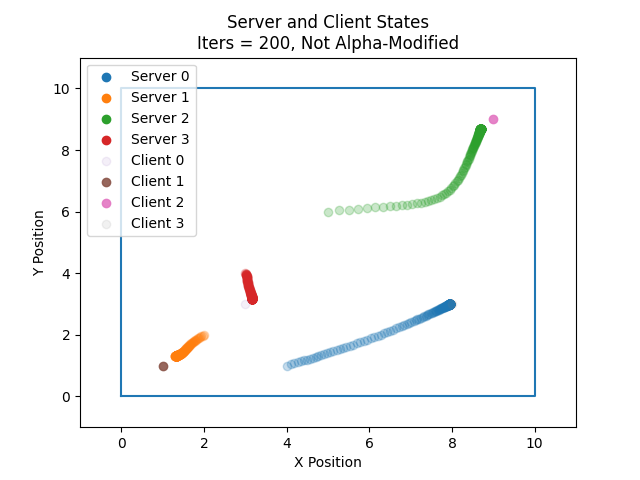 Server and Client States
Iters = 200, Not Alpha-Modified
Server 0
Server 1
Server 2
Server 3
Client 0
Client 1
Client 2
Client 3
10
8
6
4
2
0
Y Position
0
2
4
6
8
10
X Position